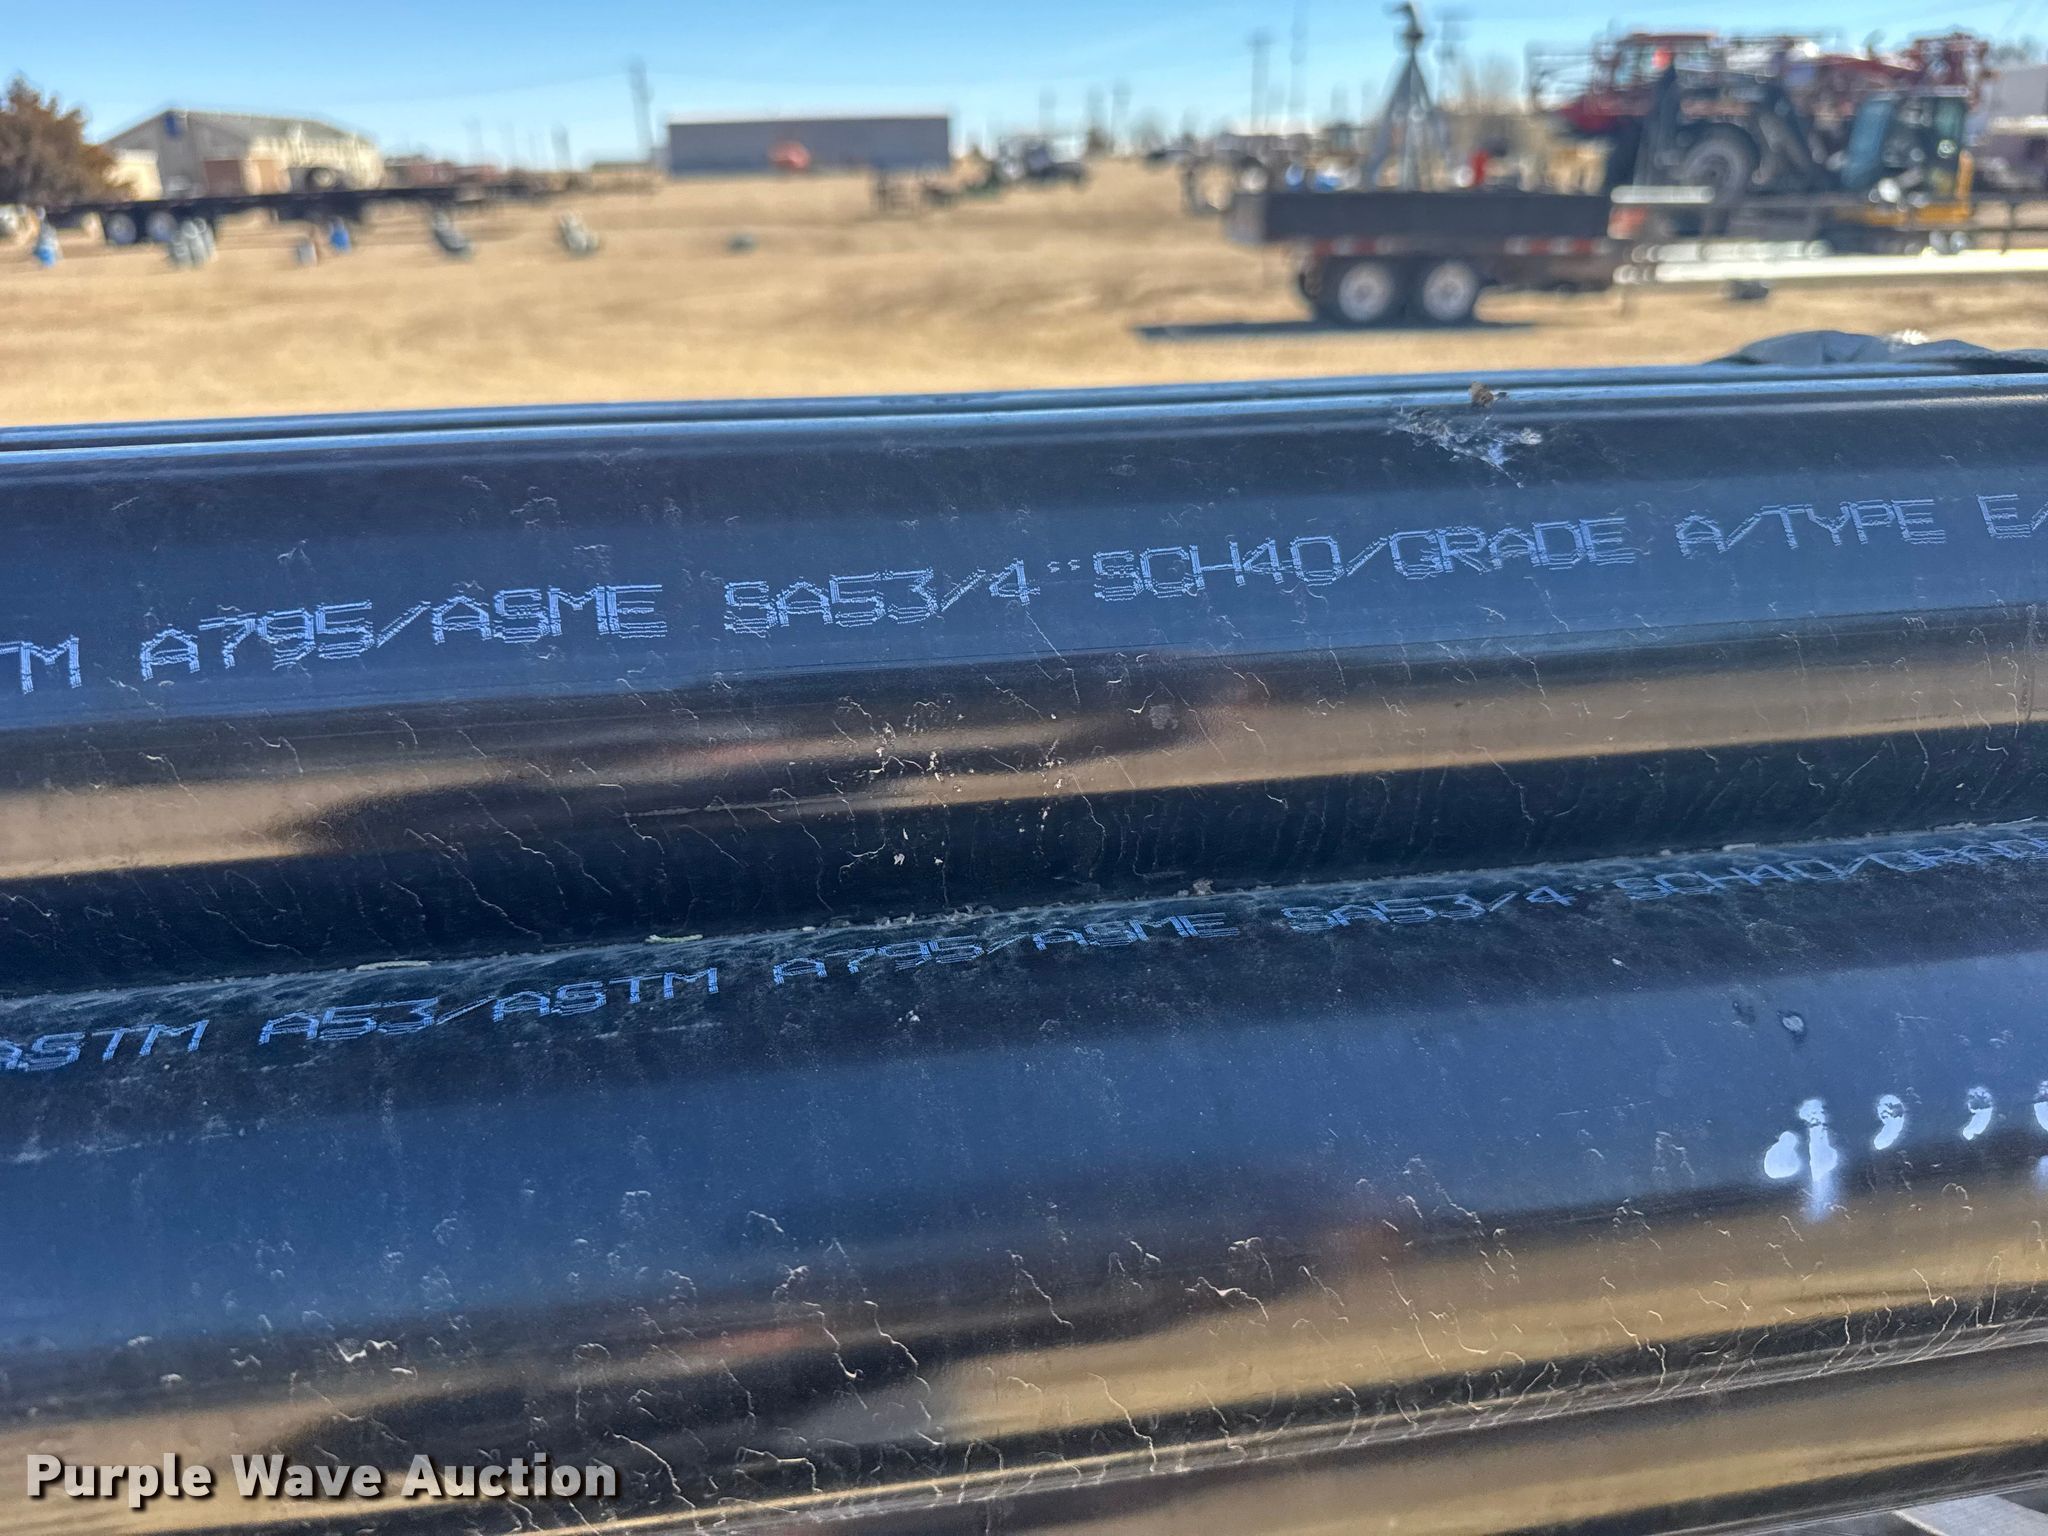 TM A795/ASME SA53/4"SCH40/GRADE A/TYPE E/
ASTM A53/ASTM A795/ASME SA53/4"SCH40/GRADE
Purple Wave Auction